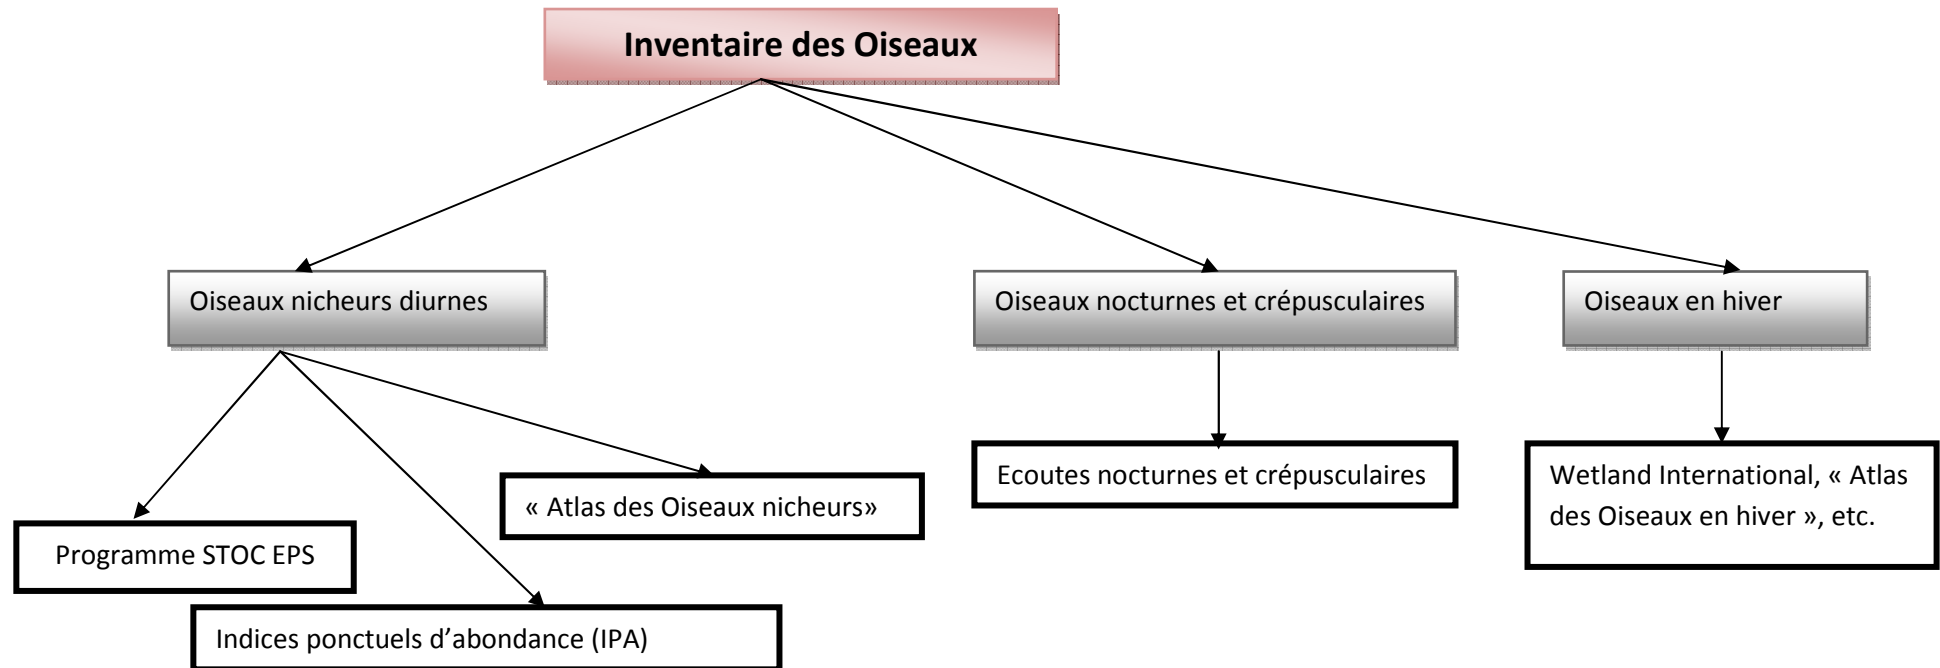 Inventaire des Oiseaux
Oiseaux nicheurs diurnes
Oiseaux nocturnes et crépusculaires
Oiseaux en hiver
« Atlas des Oiseaux nicheurs»
Ecoutes nocturnes et crépusculaires
Wetland International, « Atlas
des Oiseaux en hiver », etc.
Programme STOC EPS
Indices ponctuels d’abondance (IPA)